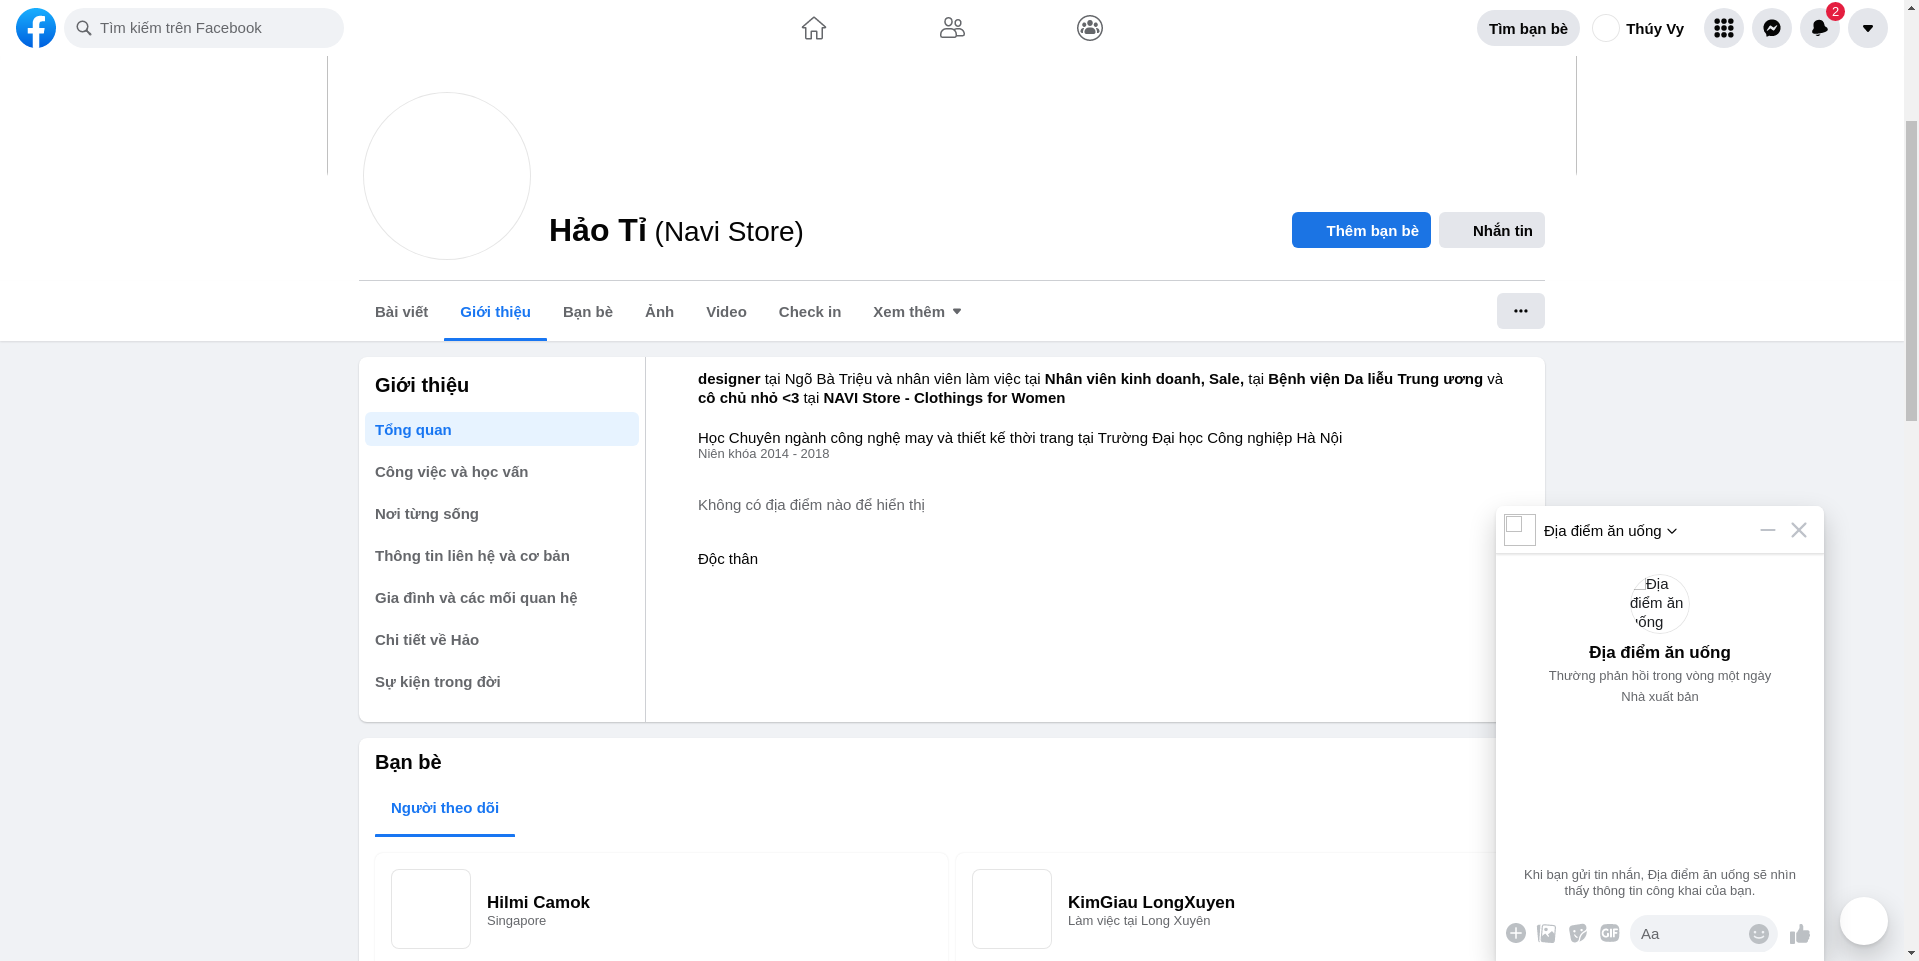 Tìm kiếm trên Facebook
Tìm bạn bè
Thúy Vy
2
Hảo Tỉ (Navi Store)
Thêm bạn bè
Nhắn tin
Bài viết
Giới thiệu
Bạn bè
Ảnh
Video
Check in
Xem thêm
Giới thiệu
Tổng quan
Công việc và học vấn
Nơi từng sống
Thông tin liên hệ và cơ bản
Gia đình và các mối quan hệ
Chi tiết về Hảo
Sự kiện trong đời
designer tại Ngõ Bà Triệu và nhân viên làm việc tại Nhân viên kinh doanh, Sale, tại Bệnh viện Da liễu Trung ương và
cô chủ nhỏ <3 tại NAVI Store - Clothings for Women
Học Chuyên ngành công nghệ may và thiết kế thời trang tại Trường Đại học Công nghiệp Hà Nội
Niên khóa 2014 - 2018
Không có địa điểm nào để hiển thị
Độc thân
Bạn bè
Người theo dõi
Hilmi Camok
Singapore
KimGiau LongXuyen
Làm việc tại Long Xuyên
Địa điểm ăn uống
Địa
điểm ăn
uống
Địa điểm ăn uống
Thường phản hồi trong vòng một ngày
Nhà xuất bản
Khi bạn gửi tin nhắn, Địa điểm ăn uống sẽ nhìn
thấy thông tin công khai của bạn.
GIF
Aa